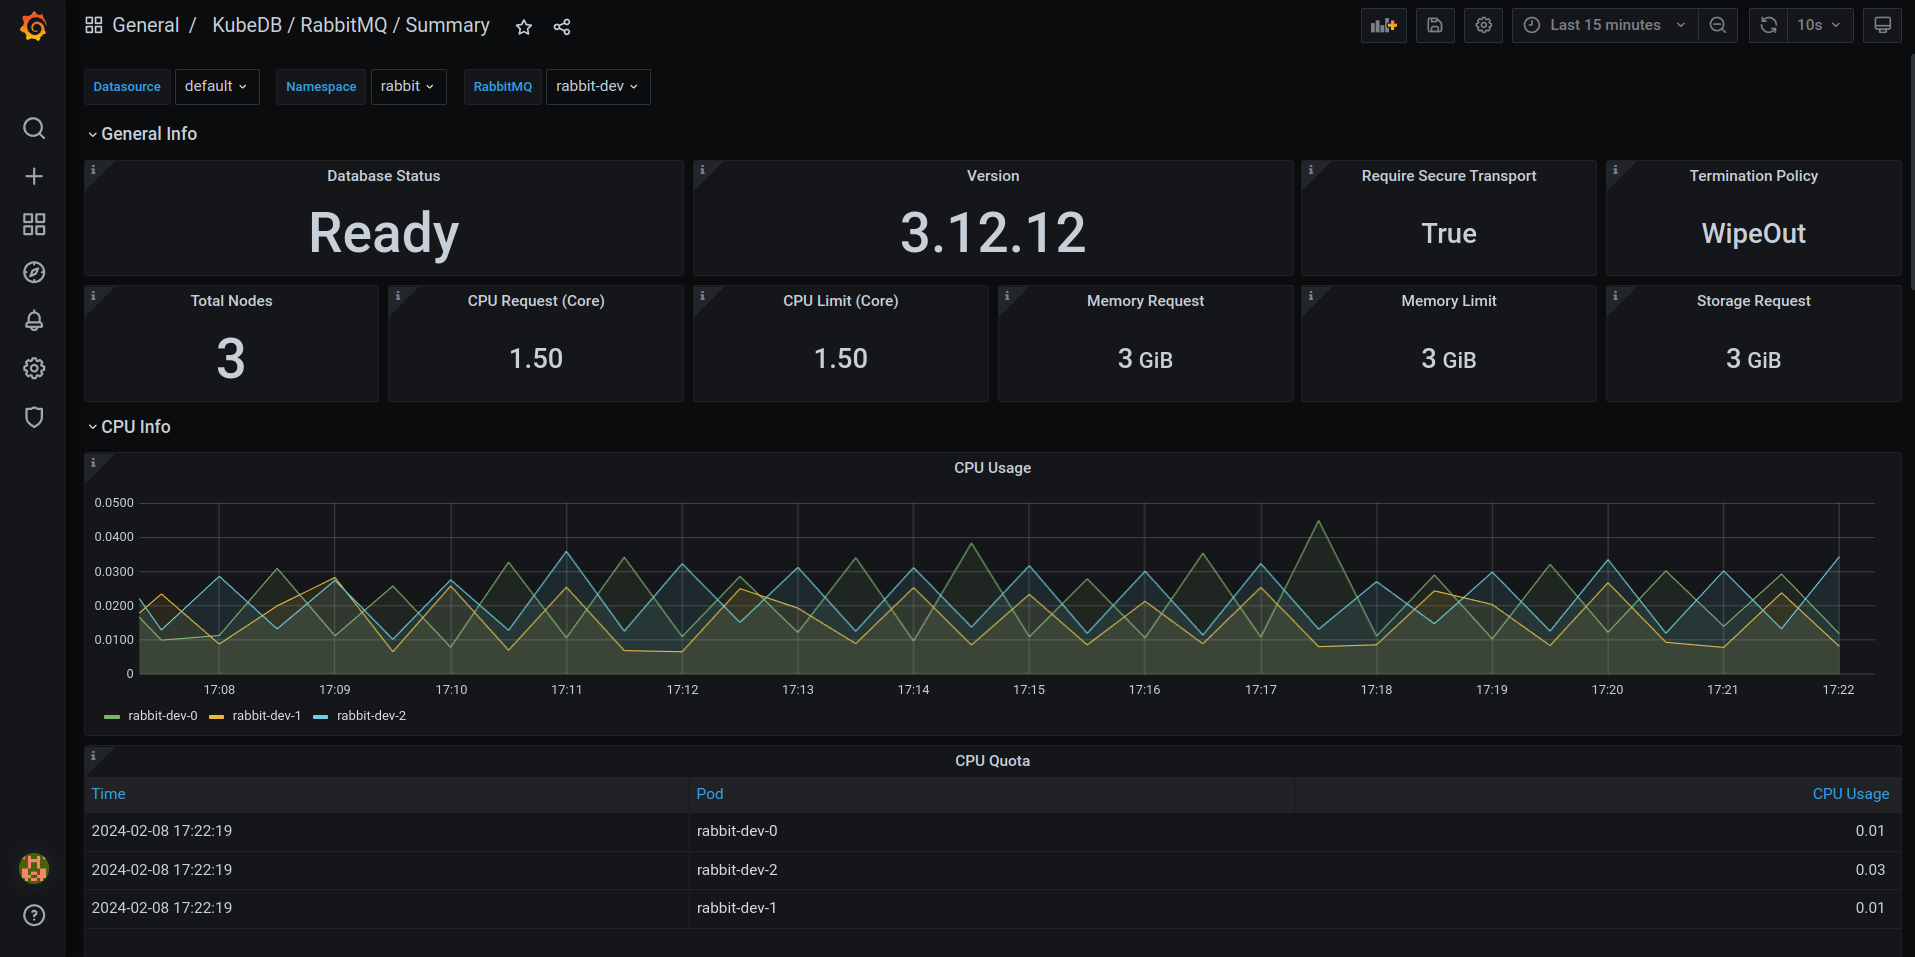 General / KubeDB / RabbitMQ / Summary
Last 15 minutes
10s
Datasource default Namespace rabbit RabbitMQ rabbit-dev
General Info
Database Status
Ready
Version
3.12.12
Require Secure Transport
True
Termination Policy
WipeOut
Total Nodes
3
CPU Request (Core)
1.50
CPU Limit (Core)
1.50
Memory Request
3 GiB
Memory Limit
3 GiB
Storage Request
3 GiB
CPU Info
CPU Usage
0.0500
0.0400
0.0300
0.0200
0.0100
0
17:08 17:09 17:10 17:11 17:12 17:13 17:14 17:15 17:16 17:17 17:18 17:19 17:20 17:21 17:22
rabbit-dev-0 rabbit-dev-1 rabbit-dev-2
CPU Quota
Time Pod CPU Usage
2024-02-08 17:22:19 rabbit-dev-0 0.01
2024-02-08 17:22:19 rabbit-dev-2 0.03
2024-02-08 17:22:19 rabbit-dev-1 0.01